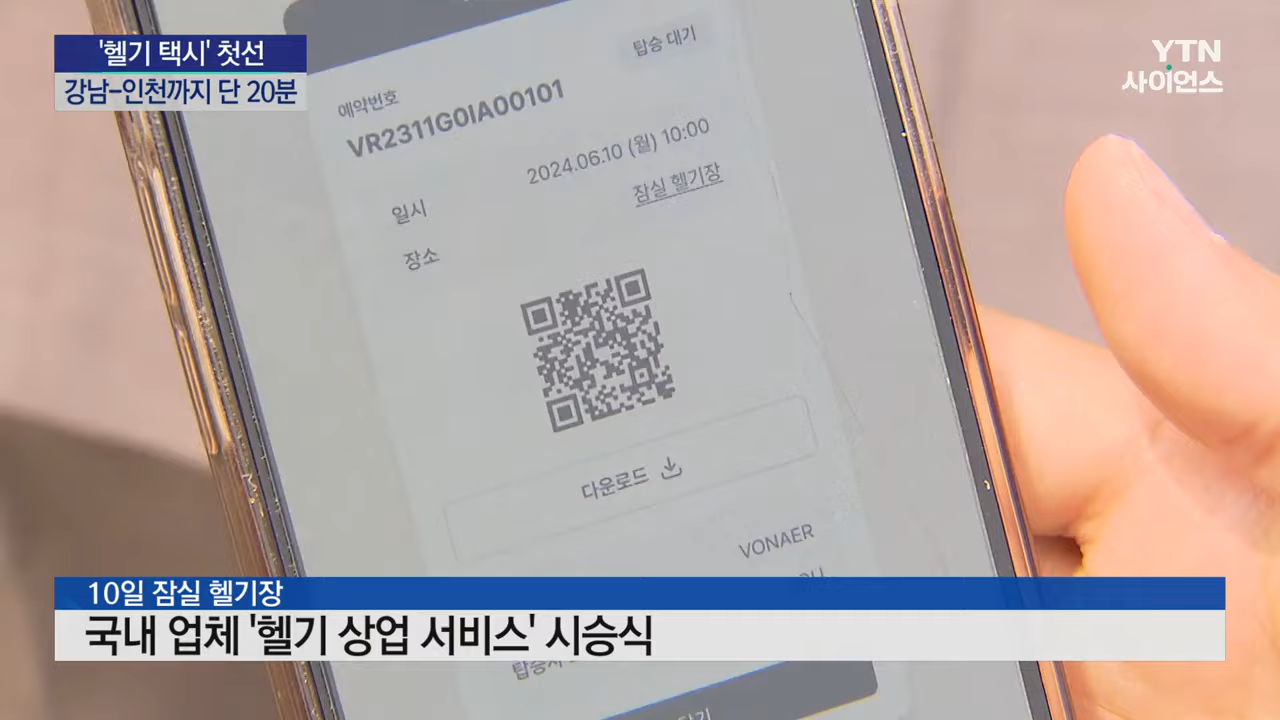 '헬기 택시' 첫선
강남-인천까지 단 20분
YTN
사이언스
탑승 대기
예약번호
VR2311G0IA00101
일시
2024.06.10 (월) 10:00
장소
잠실 헬기장
다운로드
VONAER
10일 잠실 헬기장
국내 업체 '헬기 상업 서비스' 시승식